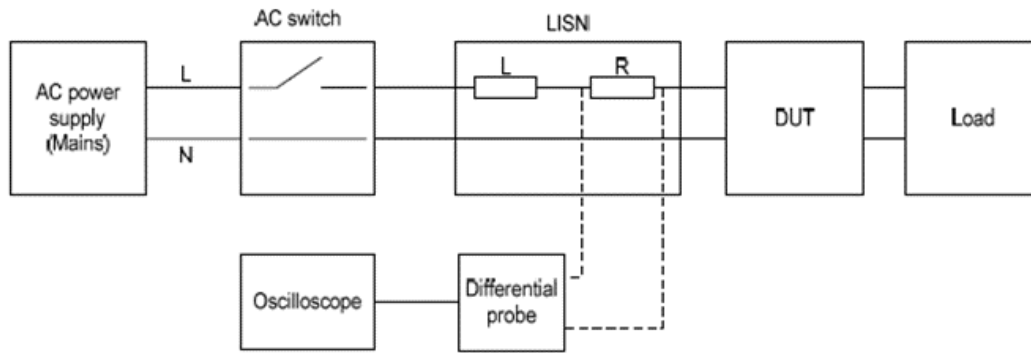 AC switch
LISN
AC power
supply
(Mains)
L
N
L
R
DUT
Load
Oscilloscope
Differential
probe